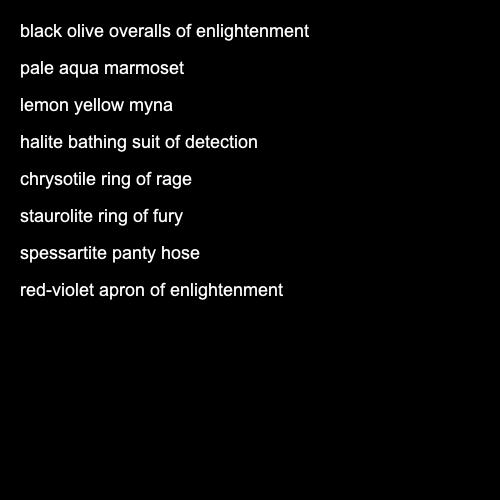 black olive overalls of enlightenment
pale aqua marmoset
lemon yellow myna
halite bathing suit of detection
chrysotile ring of rage
staurolite ring of fury
spessartite panty hose
red-violet apron of enlightenment